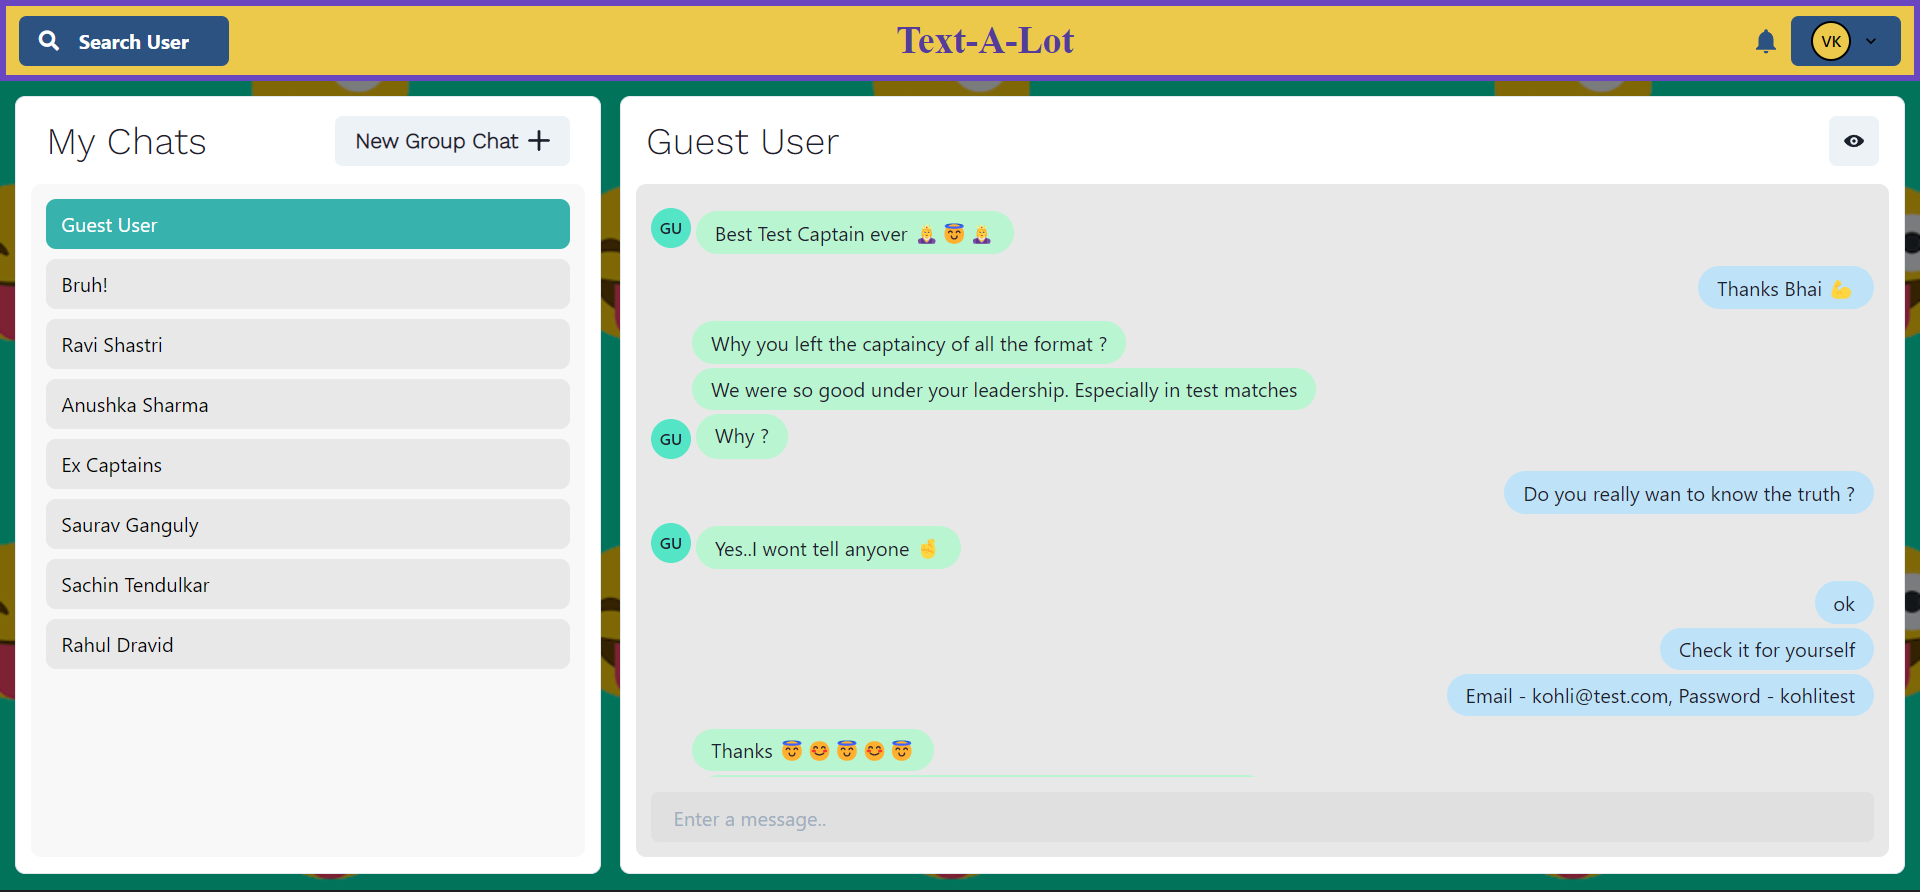 Search User
Text-A-Lot
VK
My Chats
New Group Chat
Guest User
Bruh!
Ravi Shastri
Anushka Sharma
Ex Captains
Saurav Ganguly
Sachin Tendulkar
Rahul Dravid
Guest User
GU
Best Test Captain ever
Thanks Bhai
Why you left the captaincy of all the format ?
We were so good under your leadership. Especially in test matches
GU
Why ?
Do you really wan to know the truth ?
GU
Yes..I wont tell anyone
ok
Check it for yourself
Email - kohli@test.com, Password - kohlitest
Thanks
Enter a message..